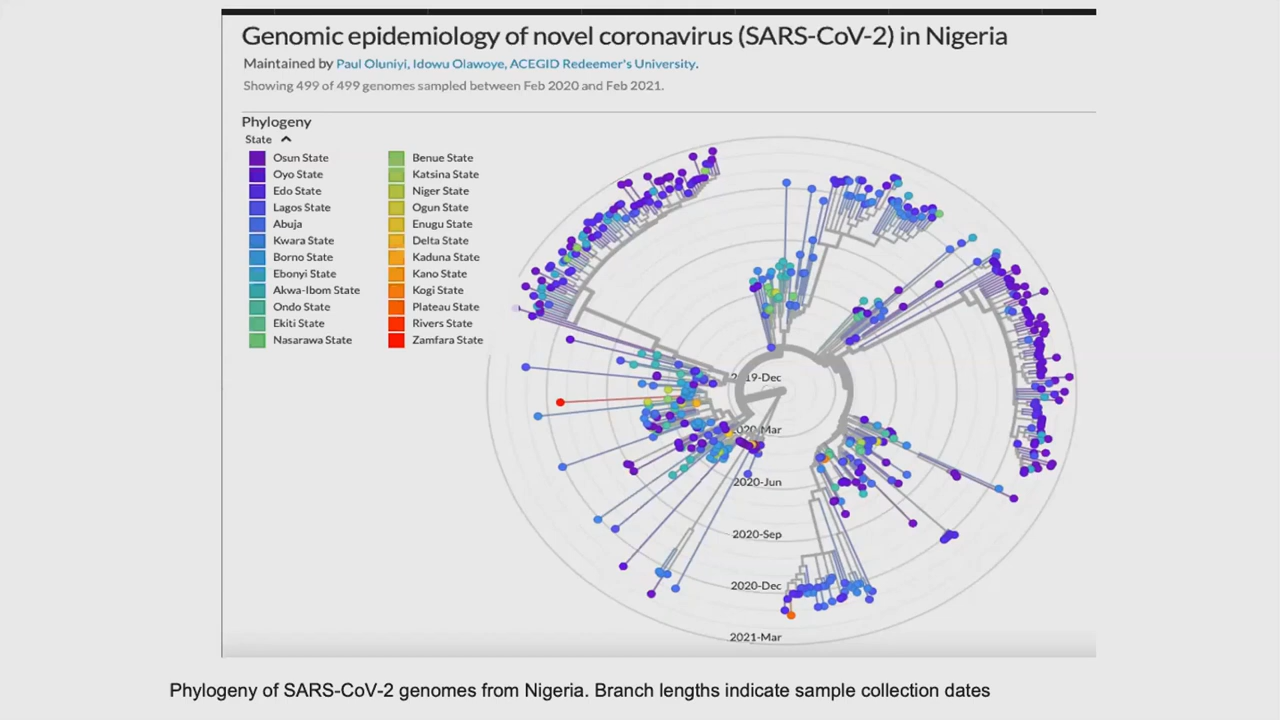 Genomic epidemiology of novel coronavirus (SARS-CoV-2) in Nigeria
Maintained by Paul Oluniyi, Idowu Olawoye, ACEGID Redeemer's University.
Showing 499 of 499 genomes sampled between Feb 2020 and Feb 2021.
Phylogeny
State
Osun State
Oyo State
Edo State
Lagos State
Abuja
Kwara State
Borno State
Ebonyi State
Akwa-Ibom State
Ondo State
Ekiti State
Nasarawa State
Benue State
Katsina State
Niger State
Ogun State
Enugu State
Delta State
Kaduna State
Kano State
Kogi State
Plateau State
Rivers State
Zamfara State
2019-Dec
2020-Mar
2020-Jun
2020-Sep
2020-Dec
2021-Mar
Phylogeny of SARS-CoV-2 genomes from Nigeria. Branch lengths indicate sample collection dates